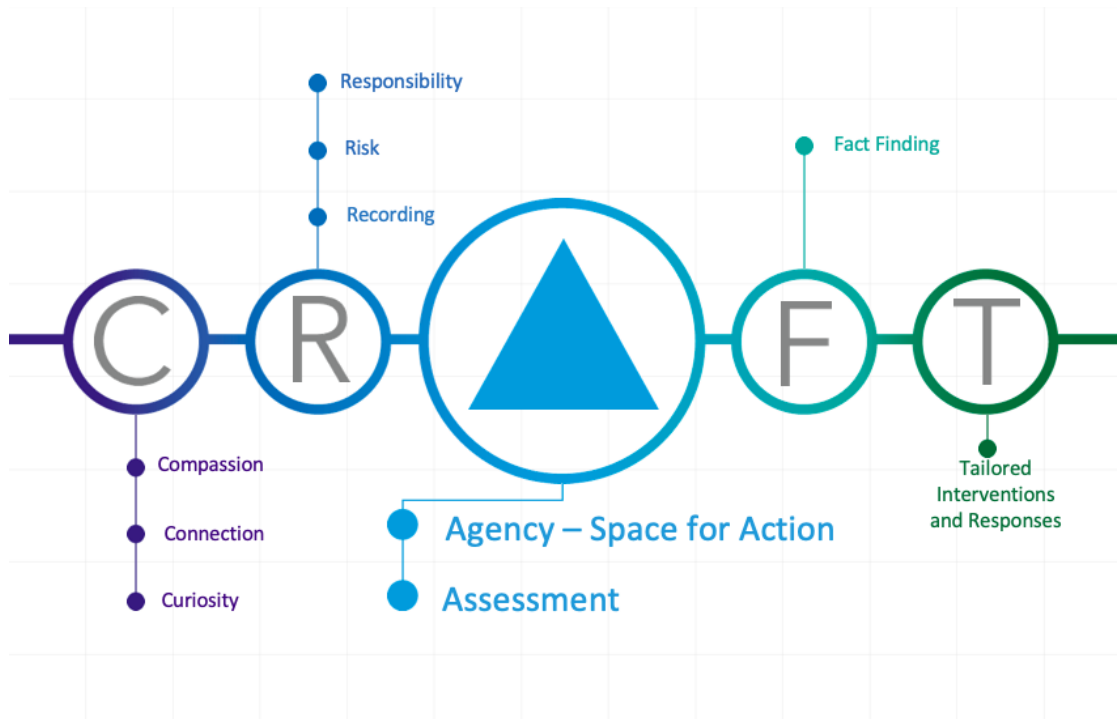 Responsibility
Risk
Recording
Fact Finding
C R F T
Compassion
Connection
Curiosity
Agency – Space for Action
Assessment
Tailored
Interventions
and Responses